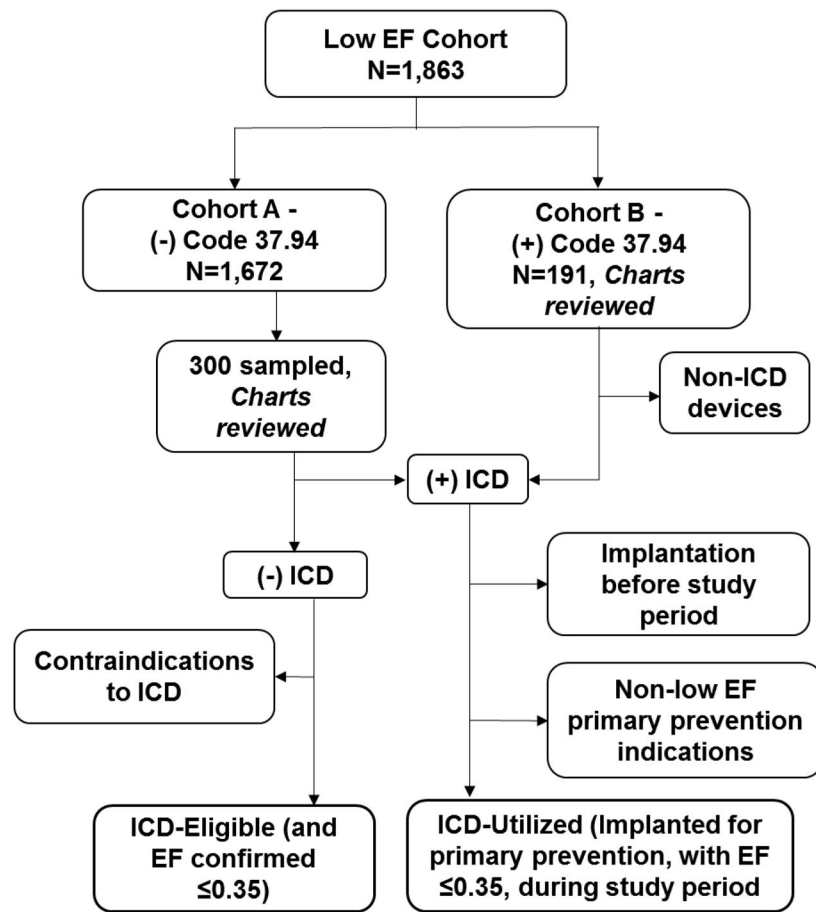 Low EF Cohort
N=1,863
Cohort A -
(-) Code 37.94
N=1,672
Cohort B -
(+) Code 37.94
N=191, Charts
reviewed
300 sampled,
Charts
reviewed
Non-ICD
devices
(+) ICD
(-) ICD
Implantation
before study
period
Contraindications
to ICD
Non-low EF
primary prevention
indications
ICD-Eligible (and
EF confirmed
≤0.35)
ICD-Utilized (Implanted for
primary prevention, with EF
≤0.35, during study period